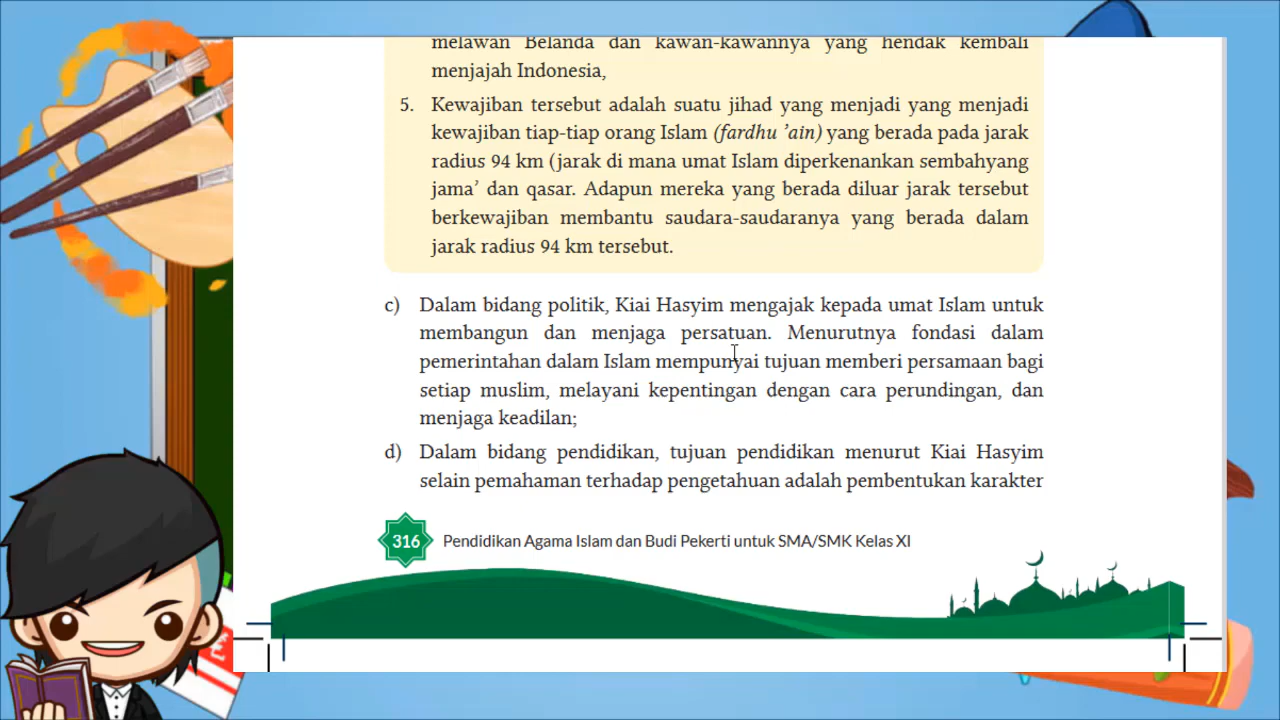 melawan Belanda dan kawan-kawannya yang hendak kembali
menjajah Indonesia,
5. Kewajiban tersebut adalah suatu jihad yang menjadi yang menjadi
kewajiban tiap-tiap orang Islam (fardhu ’ain) yang berada pada jarak
radius 94 km (jarak di mana umat Islam diperkenankan sembahyang
jama’ dan qasar. Adapun mereka yang berada diluar jarak tersebut
berkewajiban membantu saudara-saudaranya yang berada dalam
jarak radius 94 km tersebut.
c) Dalam bidang politik, Kiai Hasyim mengajak kepada umat Islam untuk
membangun dan menjaga persatuan. Menurutnya fondasi dalam
pemerintahan dalam Islam mempunyai tujuan memberi persamaan bagi
setiap muslim, melayani kepentingan dengan cara perundingan, dan
menjaga keadilan;
d) Dalam bidang pendidikan, tujuan pendidikan menurut Kiai Hasyim
selain pemahaman terhadap pengetahuan adalah pembentukan karakter
316 Pendidikan Agama Islam dan Budi Pekerti untuk SMA/SMK Kelas XI